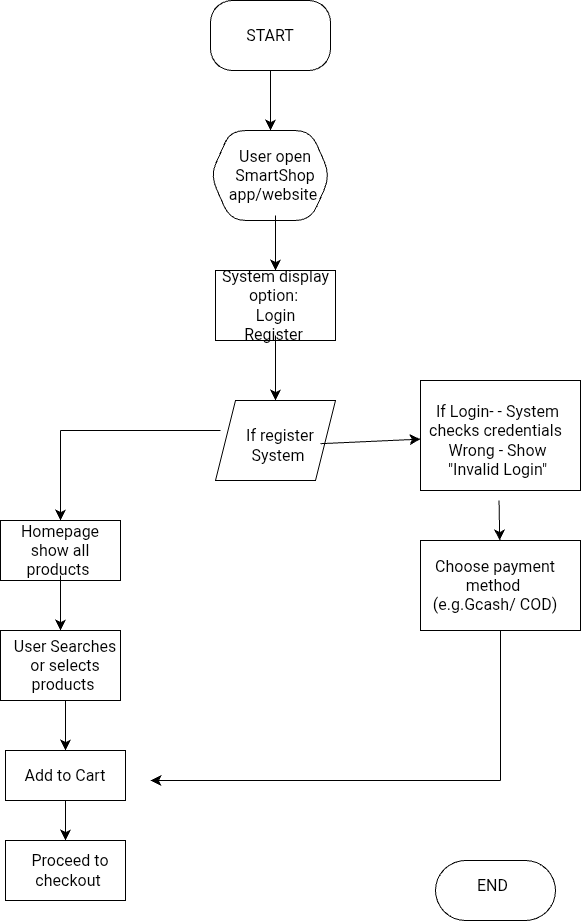 START
User open
SmartShop
app/website
System display
option:
Login
Register
If register
System
If Login- - System
checks credentials
Wrong - Show
"Invalid Login"
Homepage
show all
products
Choose payment
method
(e.g.Gcash/ COD)
User Searches
or selects
products
Add to Cart
Proceed to
checkout
END